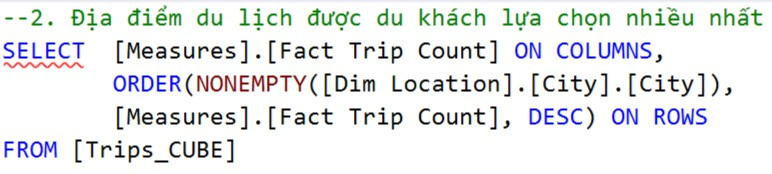 --2. Địa điểm du lịch được du khách lựa chọn nhiều nhất
SELECT  [Measures].[Fact Trip Count] ON COLUMNS,
        ORDER(NONEMPTY([Dim Location].[City].[City]),
        [Measures].[Fact Trip Count], DESC) ON ROWS
FROM [Trips_CUBE]